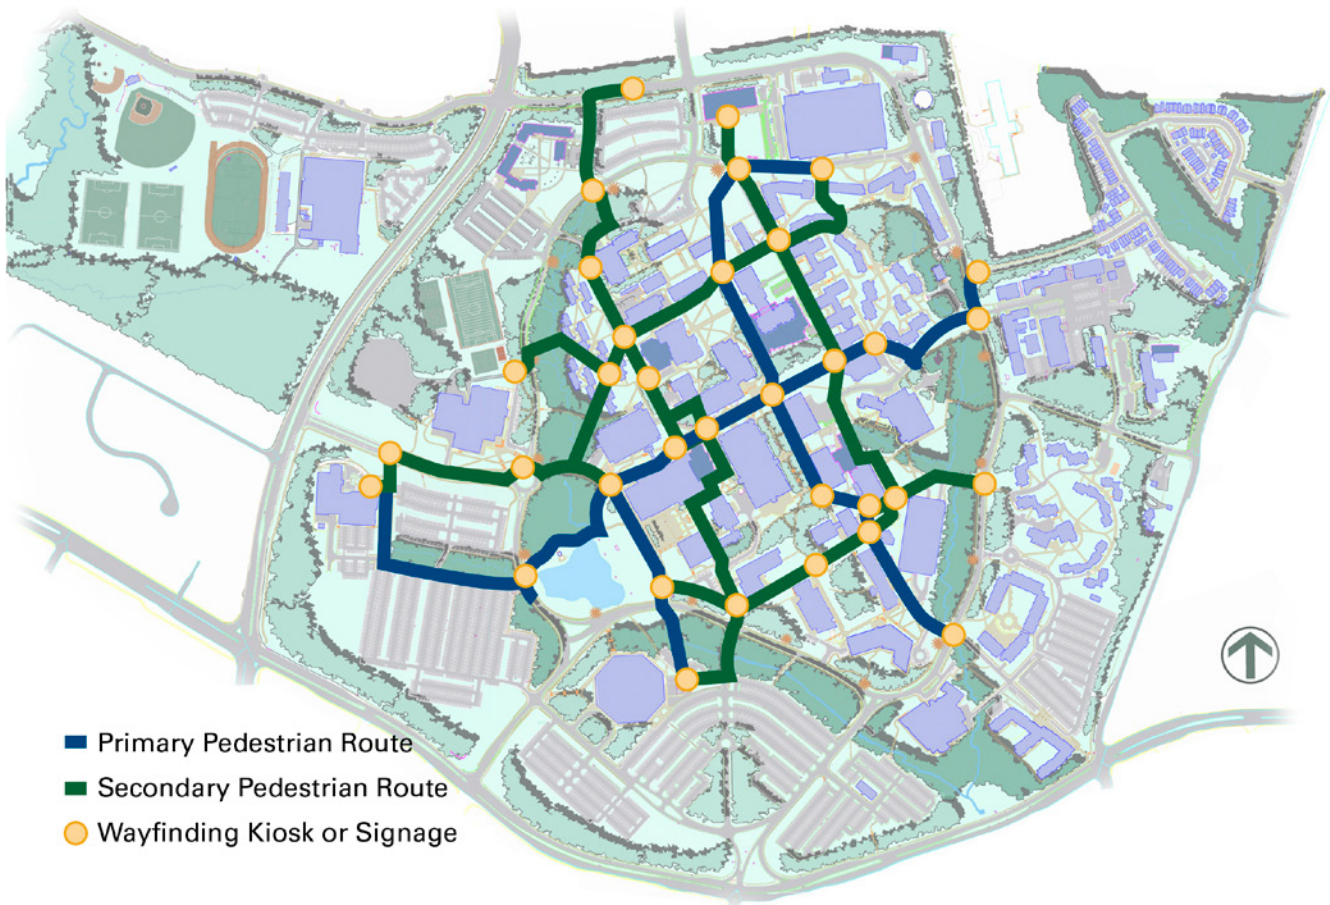 Primary Pedestrian Route
Secondary Pedestrian Route
Wayfinding Kiosk or Signage